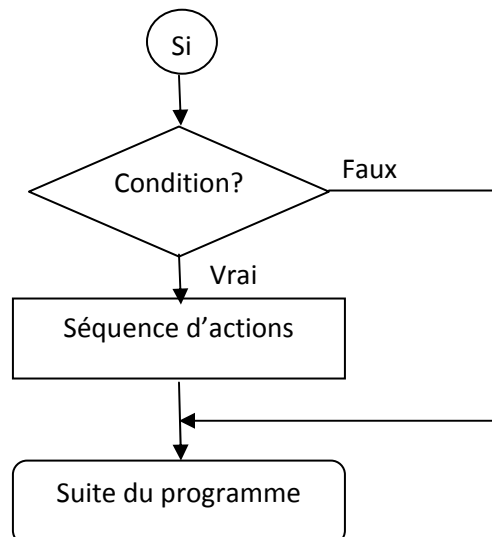 Si
Condition?
Faux
Vrai
Séquence d’actions
Suite du programme